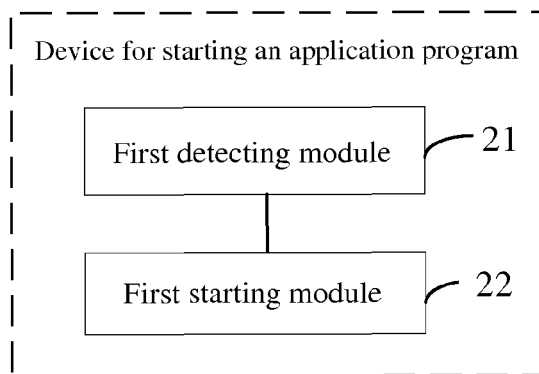 Device for starting an application program
First detecting module
21
First starting module
22